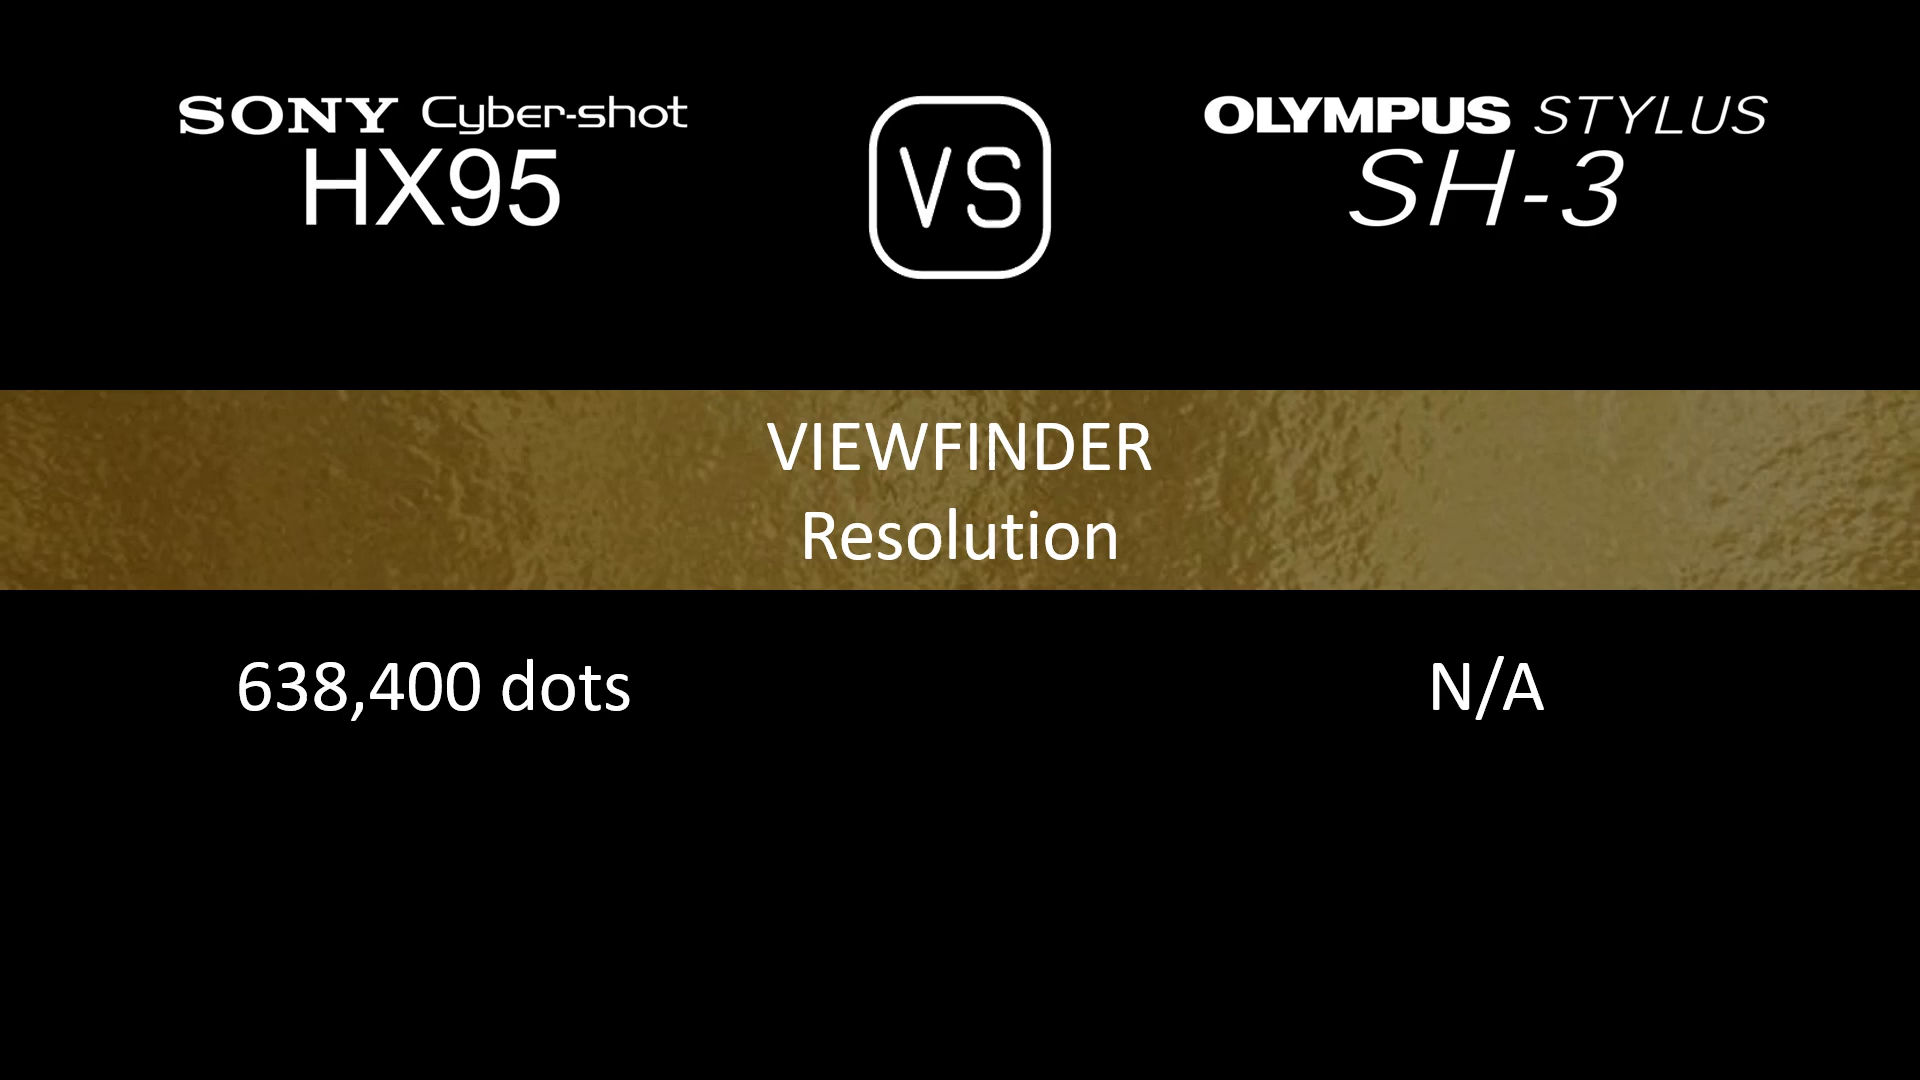 SONY Cyber-shot
HX95
VS
OLYMPUS STYLUS
SH-3
VIEWFINDER
Resolution
638,400 dots
N/A